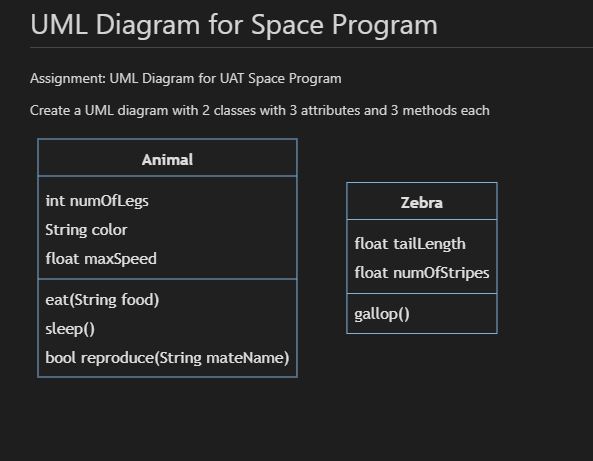 UML Diagram for Space Program
Assignment: UML Diagram for UAT Space Program
Create a UML diagram with 2 classes with 3 attributes and 3 methods each
Animal
int numOfLegs
String color
float maxSpeed
eat(String food)
sleep()
bool reproduce(String mateName)
Zebra
float tailLength
float numOfStripes
gallop()